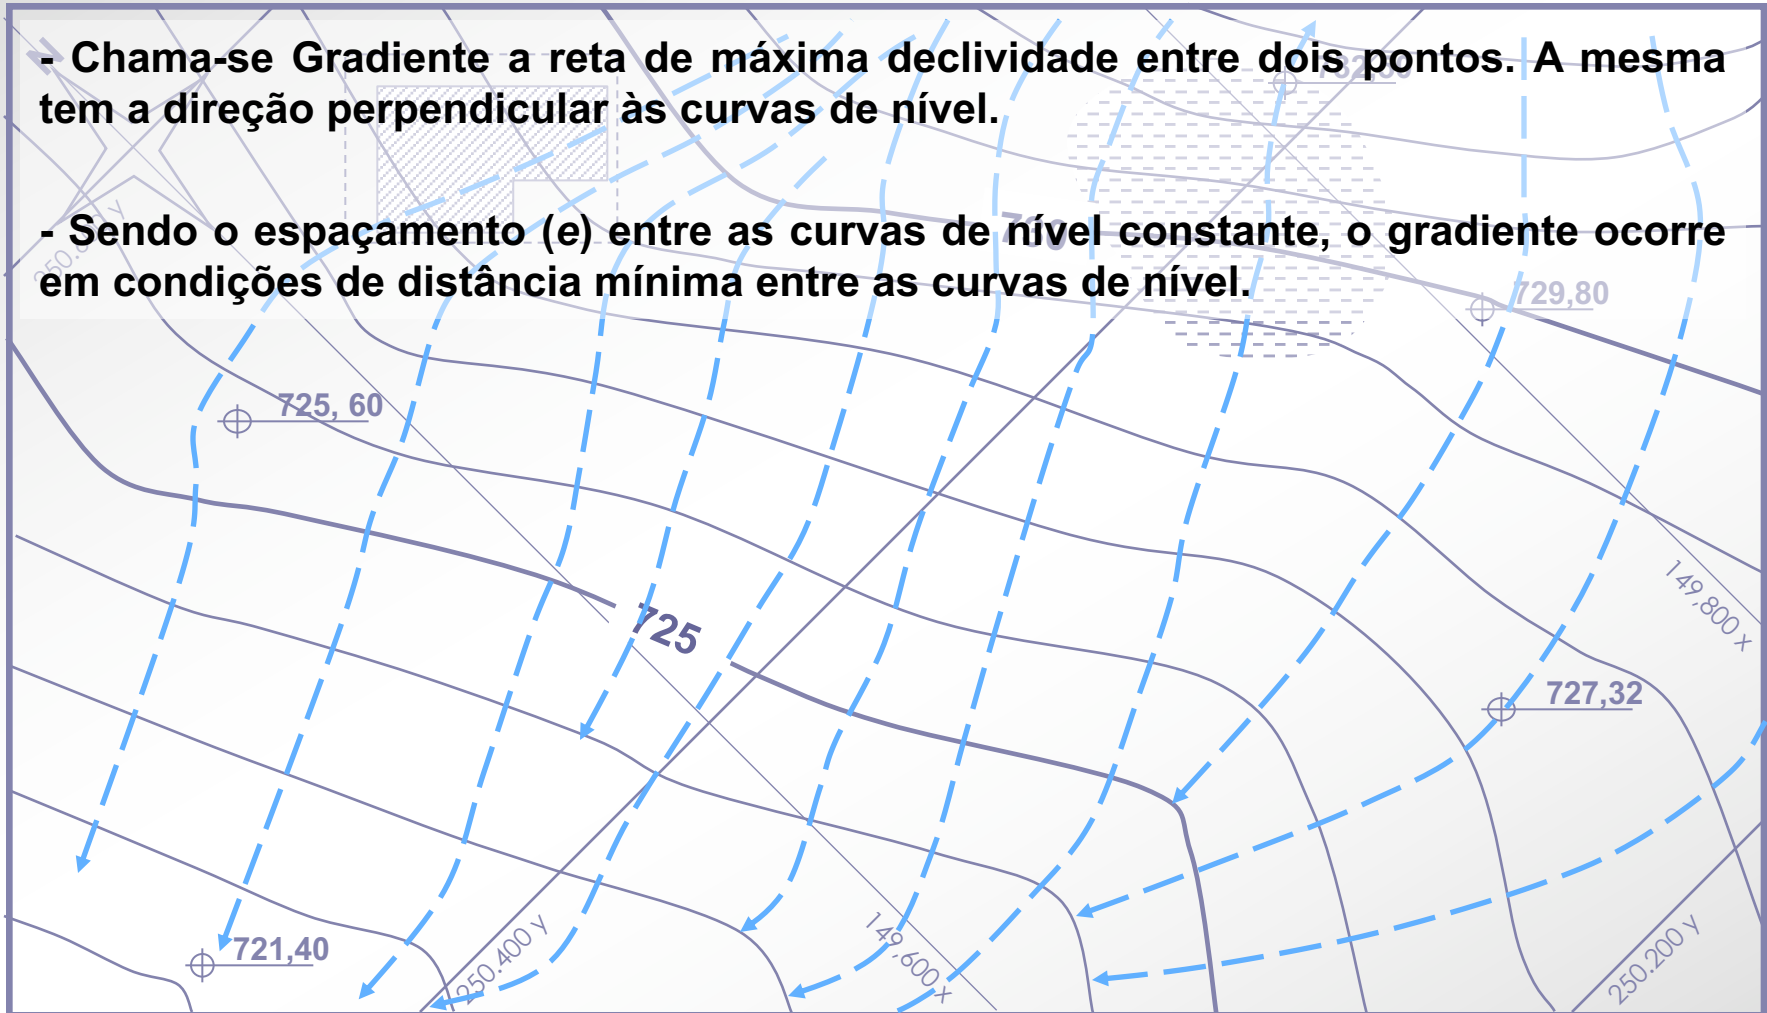 - Chama-se Gradiente a reta de máxima declividade entre dois pontos. A mesma
tem a direção perpendicular às curvas de nível.
- Sendo o espaçamento (e) entre as curvas de nível constante, o gradiente ocorre
em condições de distância mínima entre as curvas de nível.
N
730
729,80
725, 60
149,800 x
725
727,32
721,40
250.400 y
149,600 x
250.200 y